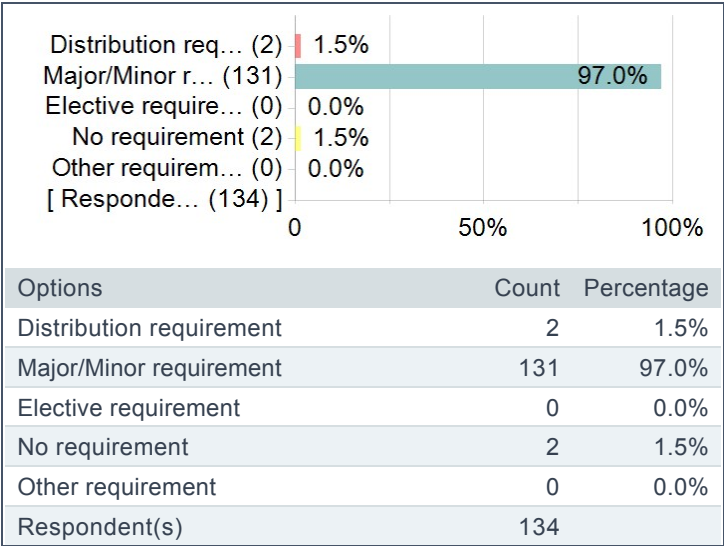 Distribution req… (2) 1.5%
Major/Minor r… (131) 97.0%
Elective require… (0) 0.0%
No requirement (2) 1.5%
Other requirem… (0) 0.0%
[ Responde… (134) ]
0 50% 100%
Options Count Percentage
Distribution requirement 2 1.5%
Major/Minor requirement 131 97.0%
Elective requirement 0 0.0%
No requirement 2 1.5%
Other requirement 0 0.0%
Respondent(s) 134